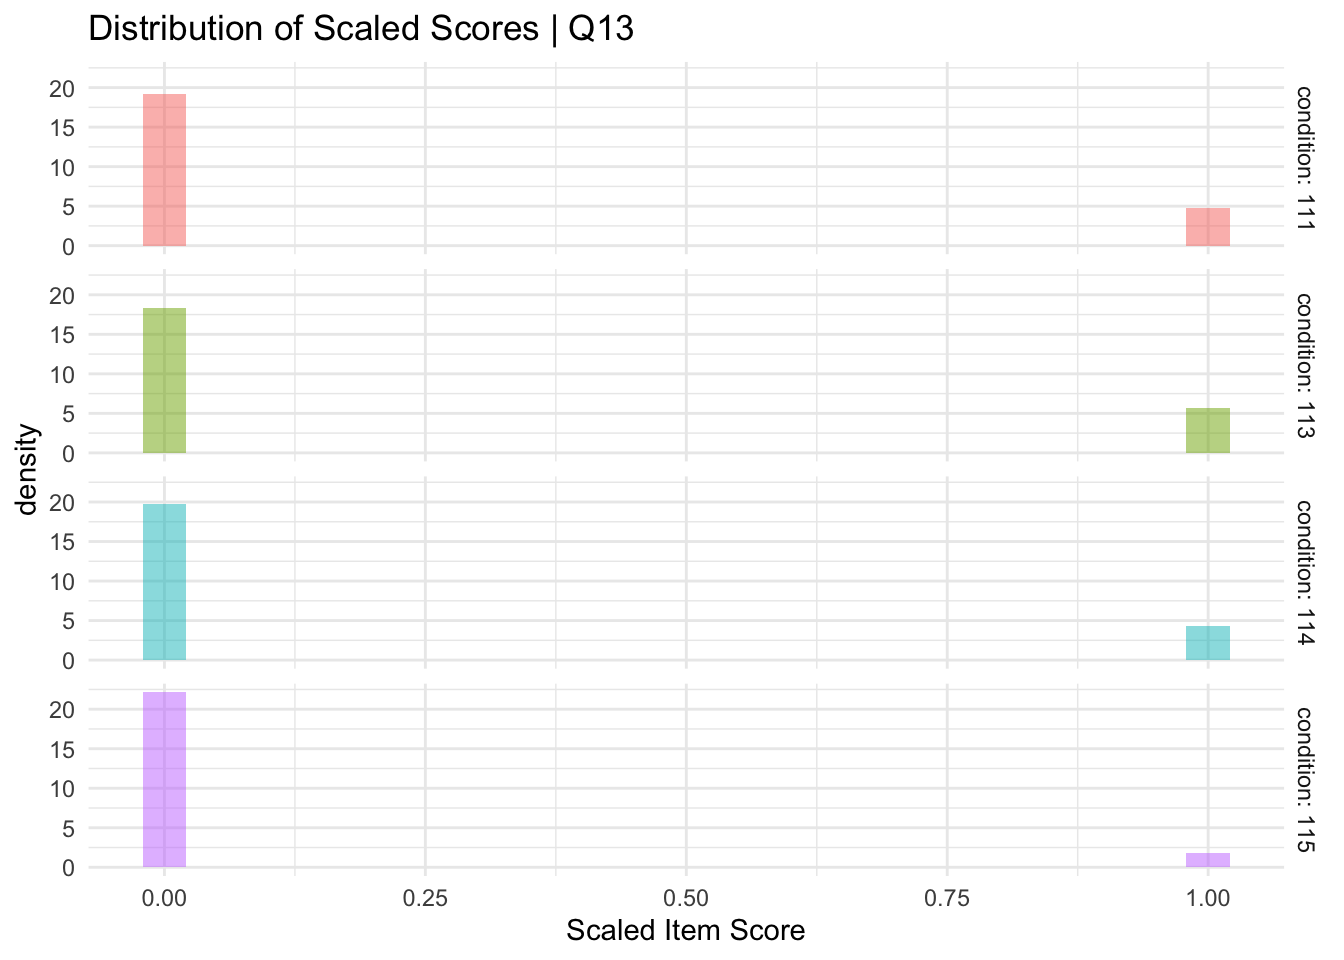 Distribution of Scaled Scores | Q13
density
20
15
10
5
0
condition: 111
20
15
10
5
0
condition: 113
20
15
10
5
0
condition: 114
20
15
10
5
0
condition: 115
0.00 0.25 0.50 0.75 1.00
Scaled Item Score